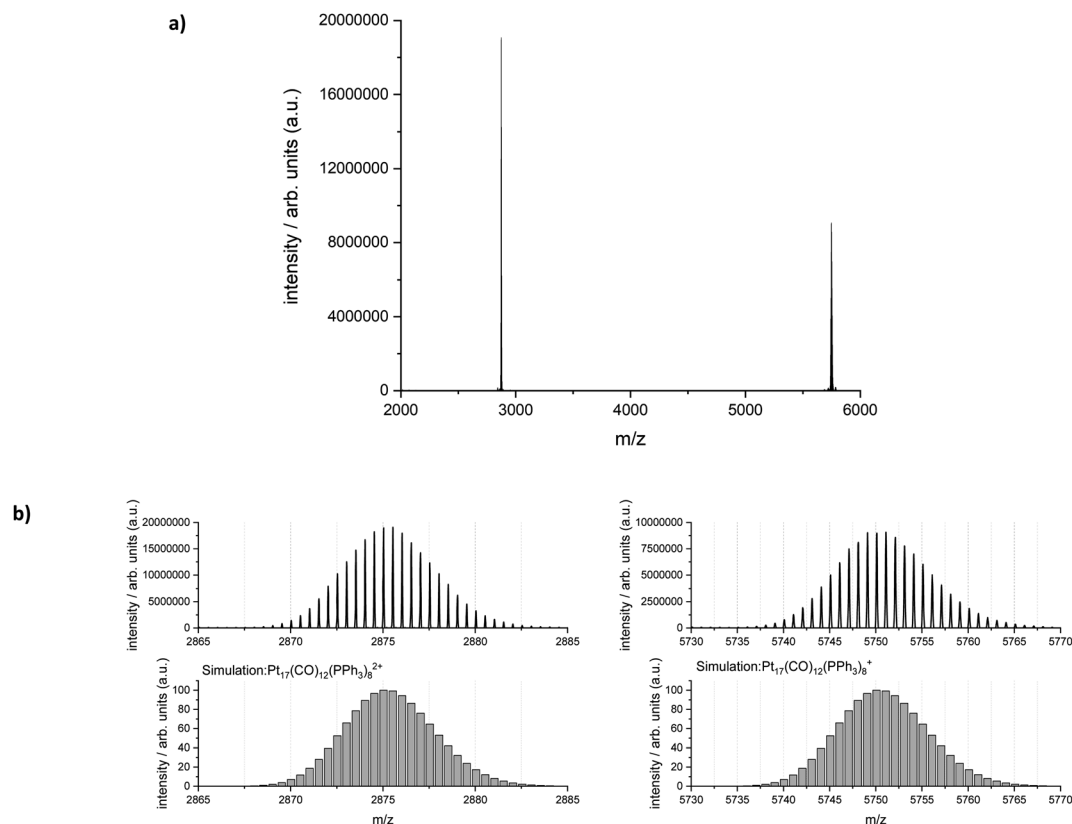 a)
20000000
16000000
12000000
8000000
4000000
0
intensity / arb. units (a.u.)
2000 3000 4000 5000 6000
m/z
b)
20000000
15000000
10000000
5000000
0
intensity / arb. units (a.u.)
2865 2870 2875 2880 2885
10000000
7500000
5000000
2500000
0
intensity / arb. units (a.u.)
5730 5735 5740 5745 5750 5755 5760 5765 5770
Simulation:Pt₁₇(CO)₁₂(PPh₃)₈²⁺
100
80
60
40
20
0
intensity / arb. units (a.u.)
2865 2870 2875 2880 2885
m/z
Simulation:Pt₁₇(CO)₁₂(PPh₃)₈⁺
100
80
60
40
20
0
intensity / arb. units (a.u.)
5730 5735 5740 5745 5750 5755 5760 5765 5770
m/z